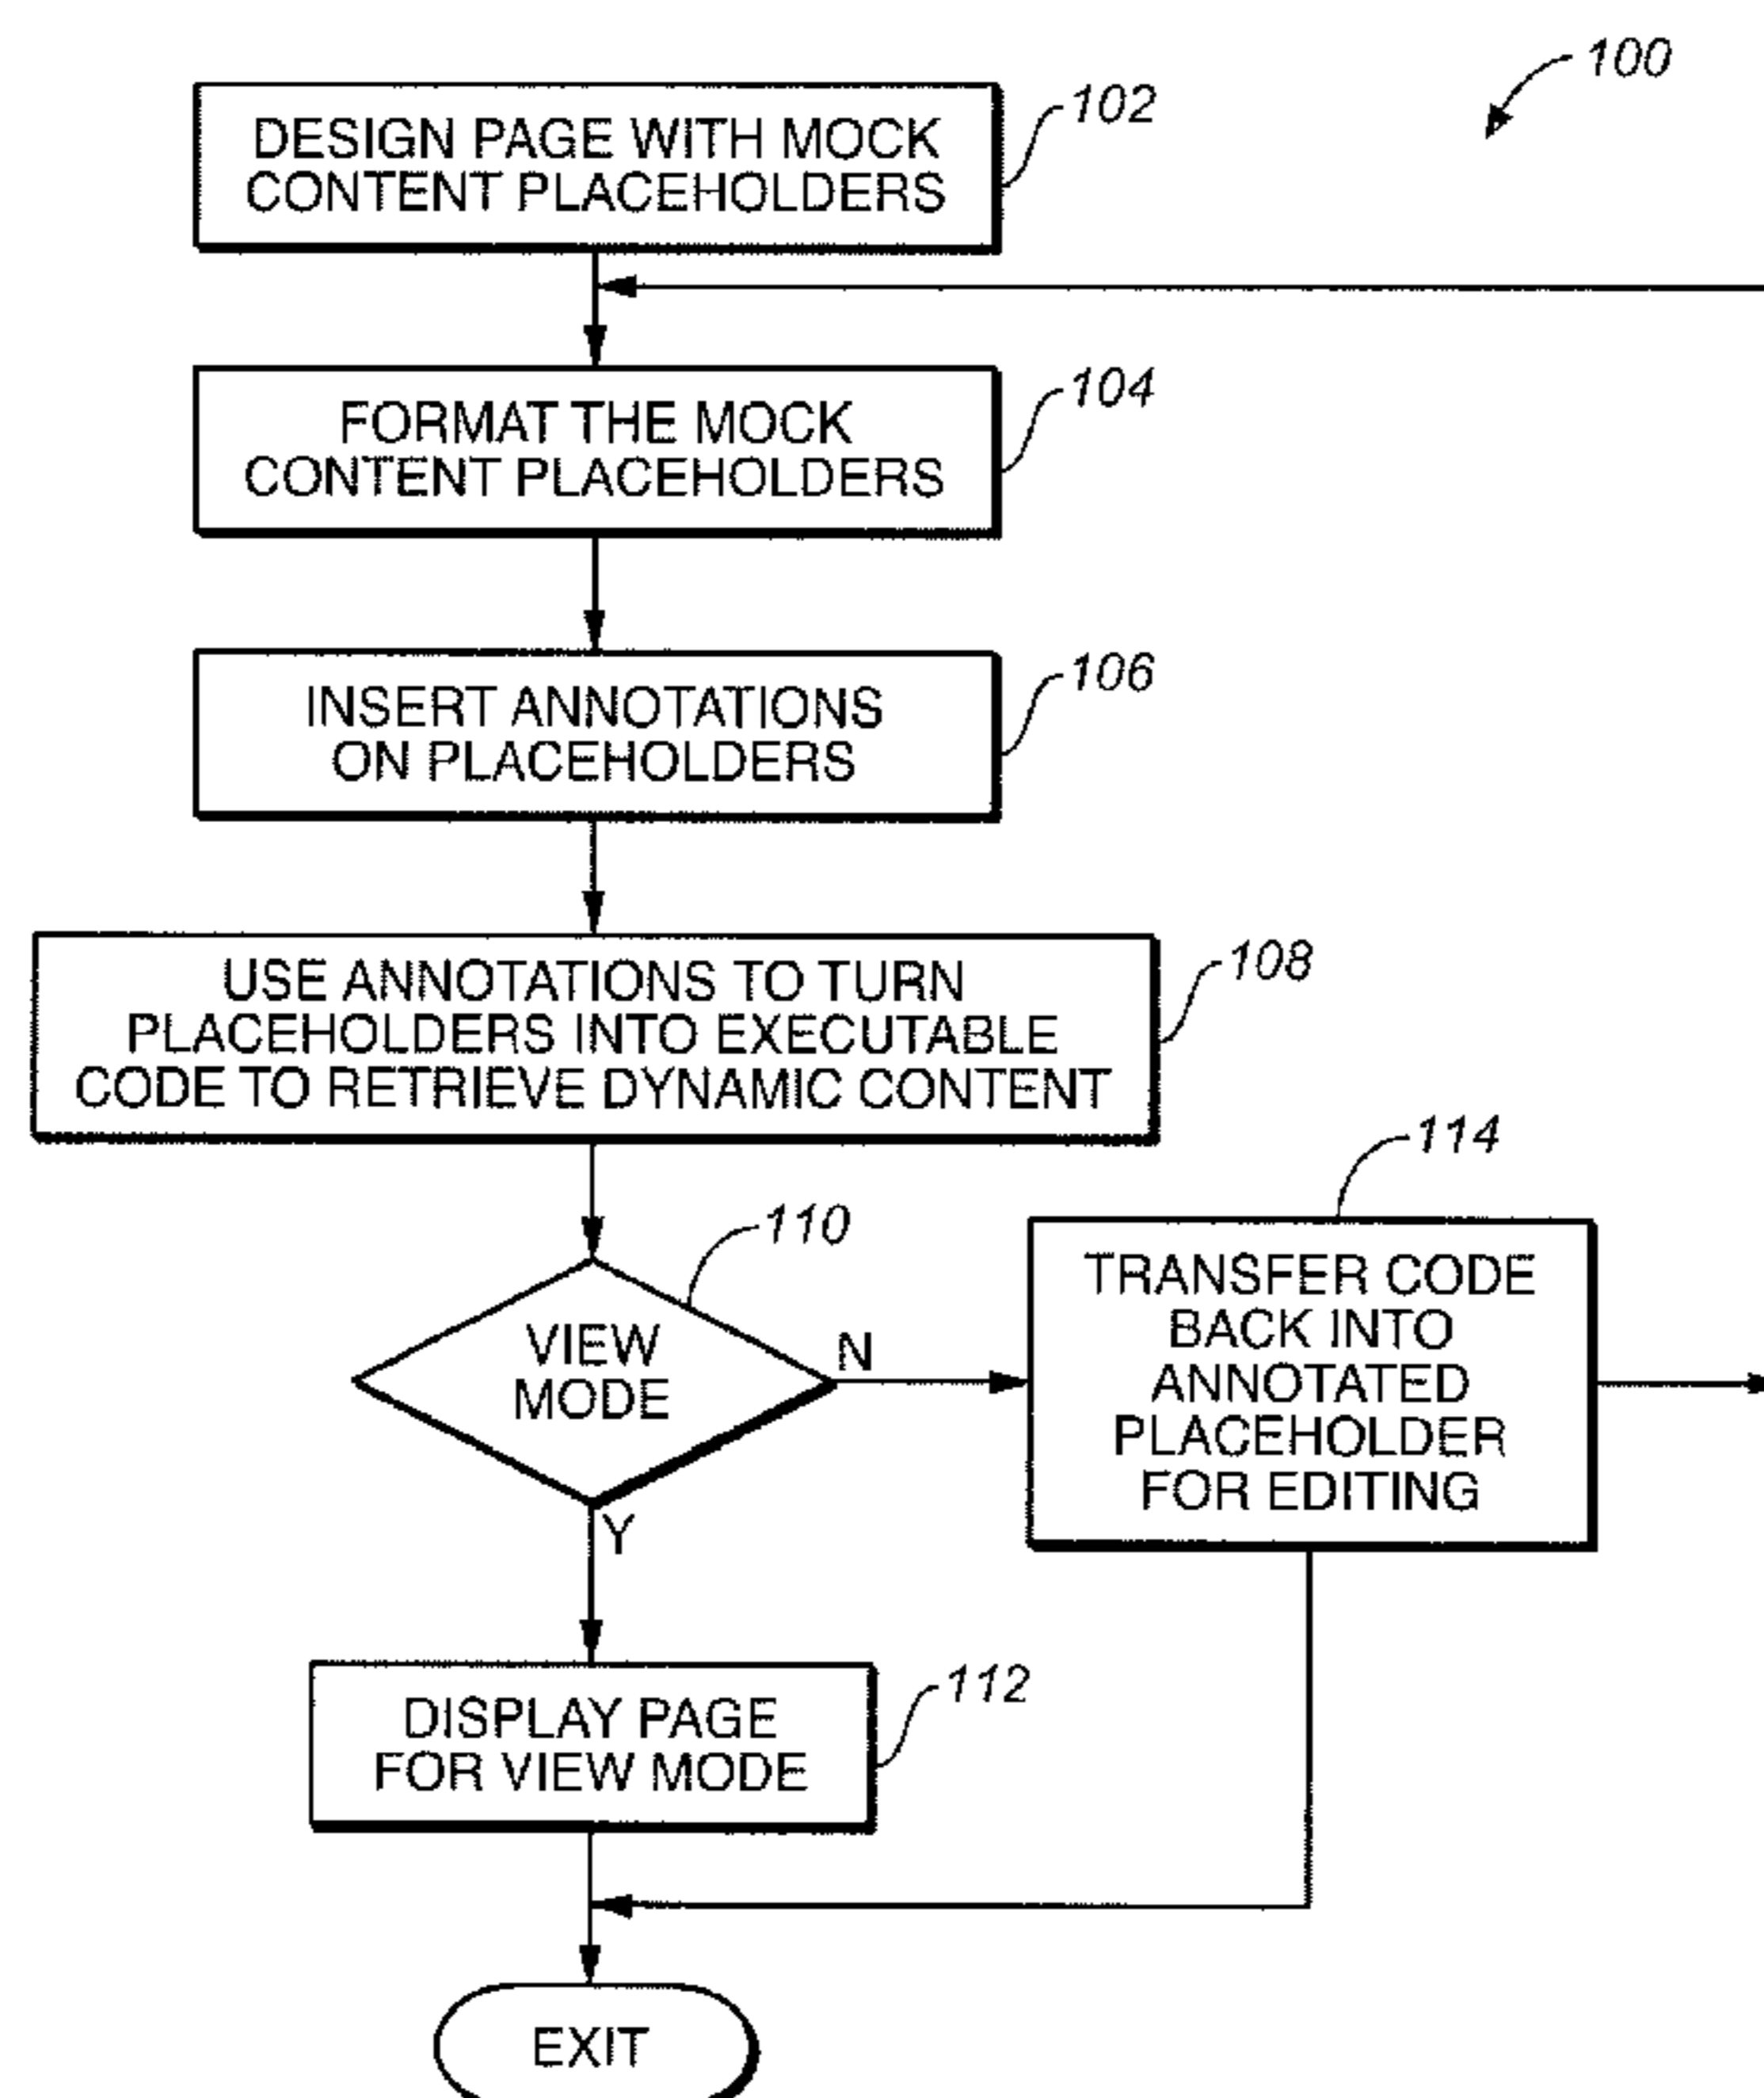 100
102
DESIGN PAGE WITH MOCK
CONTENT PLACEHOLDERS
104
FORMAT THE MOCK
CONTENT PLACEHOLDERS
106
INSERT ANNOTATIONS
ON PLACEHOLDERS
108
USE ANNOTATIONS TO TURN
PLACEHOLDERS INTO EXECUTABLE
CODE TO RETRIEVE DYNAMIC CONTENT
110
VIEW
MODE
N
Y
114
TRANSFER CODE
BACK INTO
ANNOTATED
PLACEHOLDER
FOR EDITING
112
DISPLAY PAGE
FOR VIEW MODE
EXIT